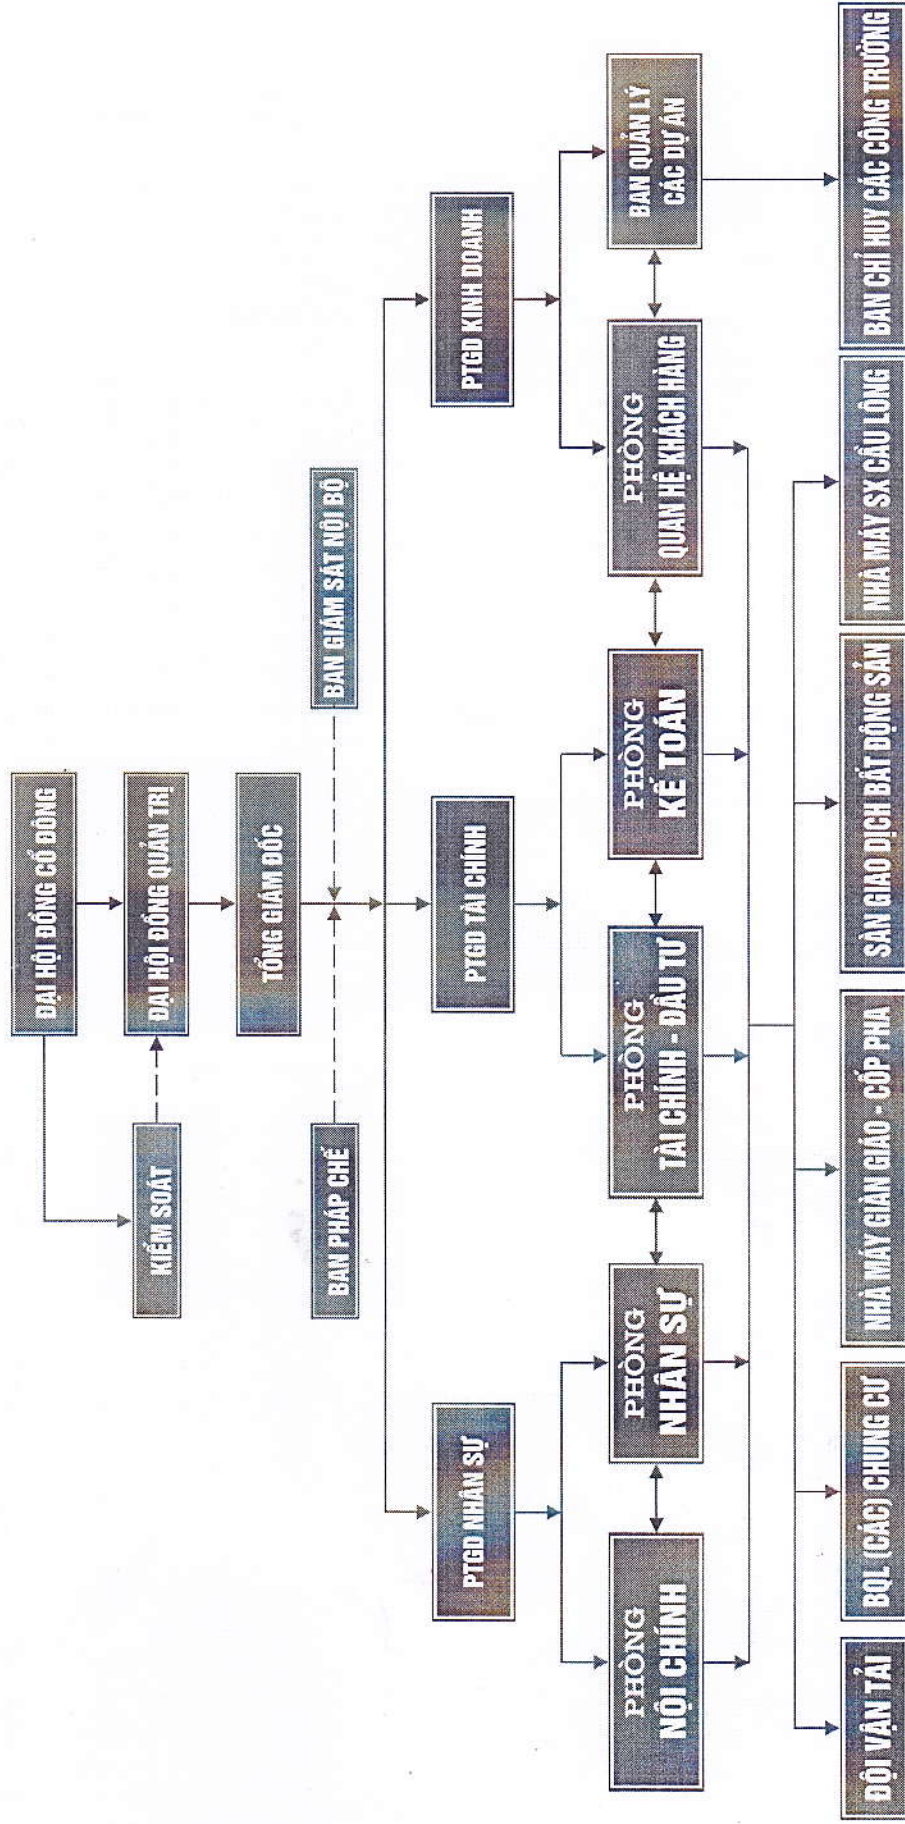 ĐẠI HỘI ĐỒNG CỔ ĐÔNG
KIỂM SOÁT
ĐẠI HỘI ĐỒNG QUẢN TRỊ
TỔNG GIÁM ĐỐC
BAN PHÁP CHẾ
BAN GIÁM SÁT NỘI BỘ
PTGD NHÂN SỰ
PTGD TÀI CHÍNH
PTGD KINH DOANH
PHÒNG
NỘI CHÍNH
PHÒNG
NHÂN SỰ
PHÒNG
TÀI CHÍNH - ĐẦU TƯ
PHÒNG
KẾ TOÁN
PHÒNG
QUAN HỆ KHÁCH HÀNG
BAN QUẢN LÝ
CÁC DỰ ÁN
ĐỘI VẬN TẢI
BQL (CÁC) CHUNG CƯ
NHÀ MÁY GIÀN GIÁO - CỐP PHA
SÀN GIAO DỊCH BẤT ĐỘNG SẢN
NHÀ MÁY SX CẦU LÔNG
BAN CHỈ HUY CÁC CÔNG TRƯỜNG